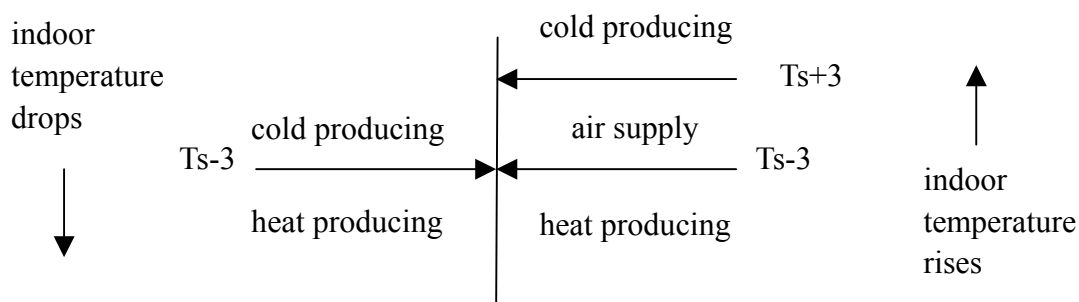 indoor
temperature
drops
cold producing
Ts+3
cold producing
air supply
Ts-3
Ts-3
heat producing
heat producing
indoor
temperature
rises